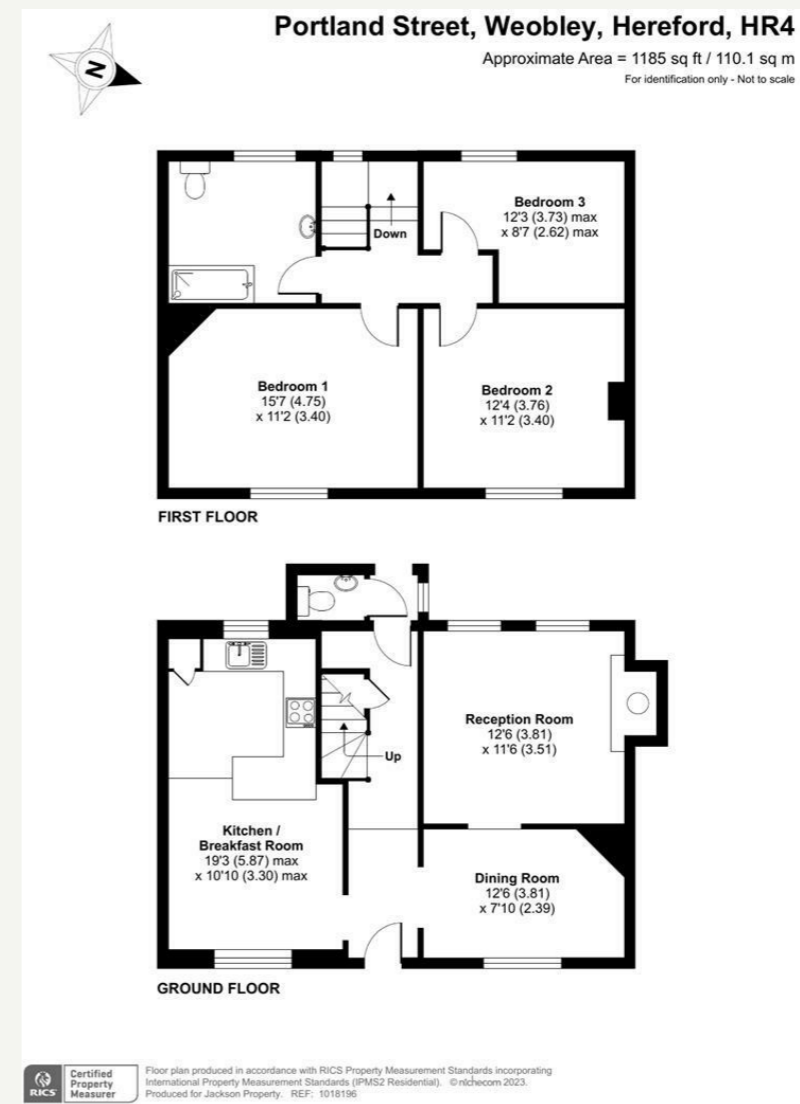 Portland Street, Weobley, Hereford, HR4
Approximate Area = 1185 sq ft / 110.1 sq m
For identification only - Not to scale
N
Bedroom 3
12'3 (3.73) max
x 8'7 (2.62) max
Down
Bedroom 1
15'7 (4.75)
x 11'2 (3.40)
Bedroom 2
12'4 (3.76)
x 11'2 (3.40)
FIRST FLOOR
Reception Room
12'6 (3.81)
x 11'6 (3.51)
Up
Kitchen /
Breakfast Room
19'3 (5.87) max
x 10'10 (3.30) max
Dining Room
12'6 (3.81)
x 7'10 (2.39)
GROUND FLOOR
RICS
Certified
Property
Measurer
Floor plan produced in accordance with RICS Property Measurement Standards incorporating
International Property Measurement Standards (IPMS2 Residential). © nlchecom 2023.
Produced for Jackson Property. REF: 1018196